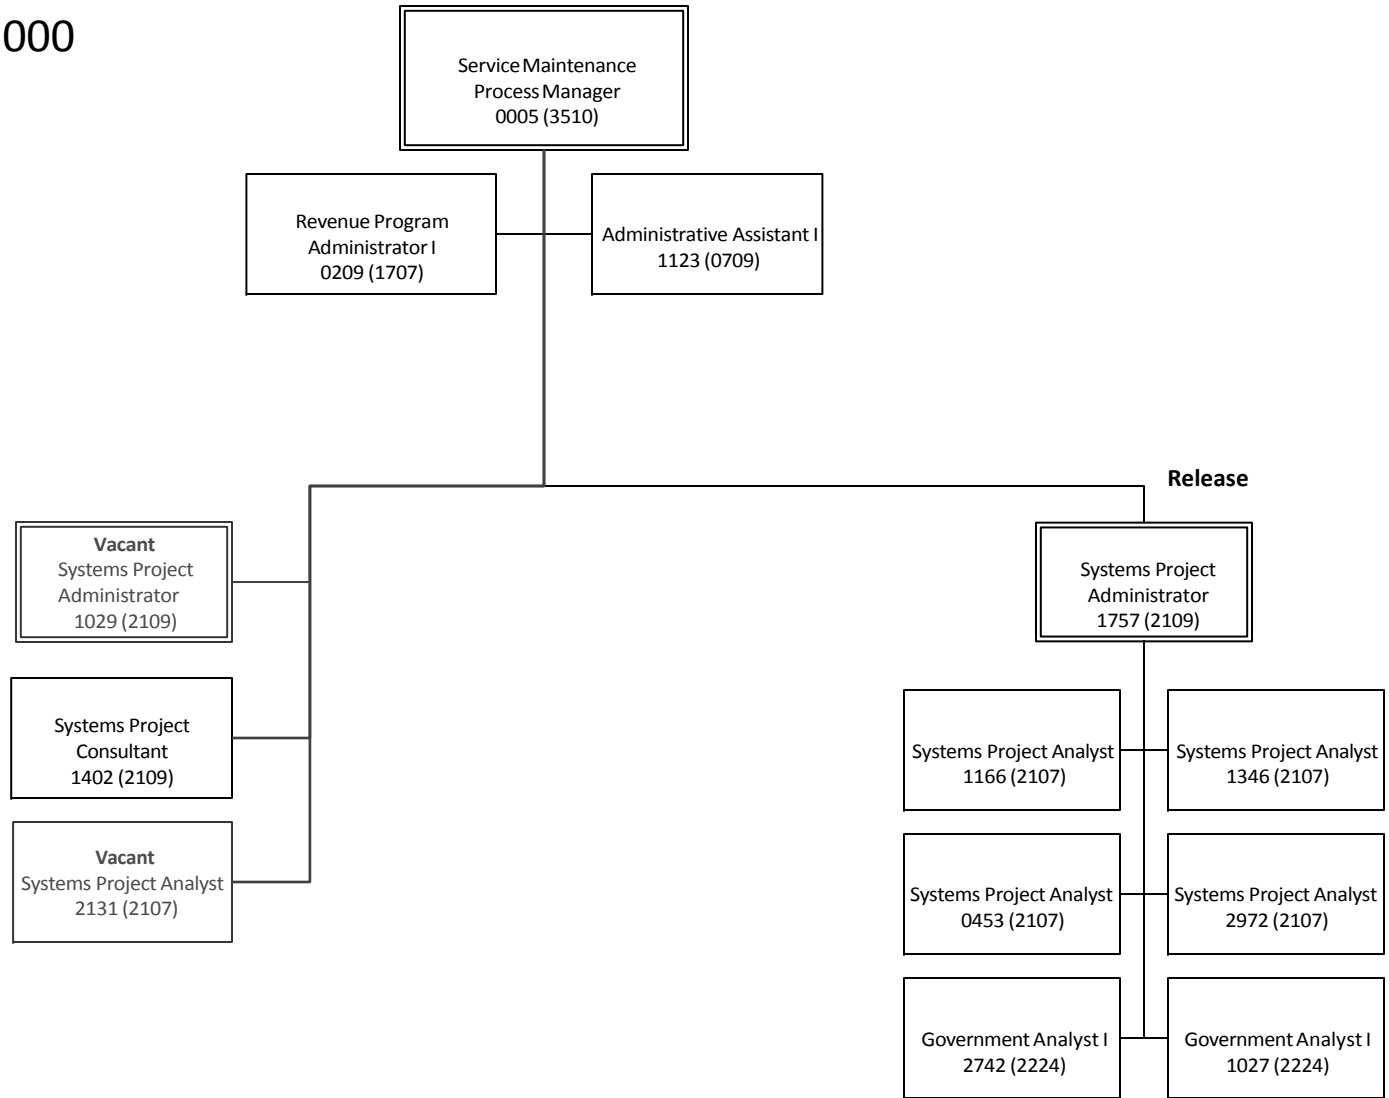 000
Service Maintenance
Process Manager
0005 (3510)
Revenue Program
Administrator I
0209 (1707)
Administrative Assistant I
1123 (0709)
Release
Vacant
Systems Project
Administrator
1029 (2109)
Systems Project
Administrator
1757 (2109)
Systems Project
Consultant
1402 (2109)
Systems Project Analyst
1166 (2107)
Systems Project Analyst
1346 (2107)
Vacant
Systems Project Analyst
2131 (2107)
Systems Project Analyst
0453 (2107)
Systems Project Analyst
2972 (2107)
Government Analyst I
2742 (2224)
Government Analyst I
1027 (2224)